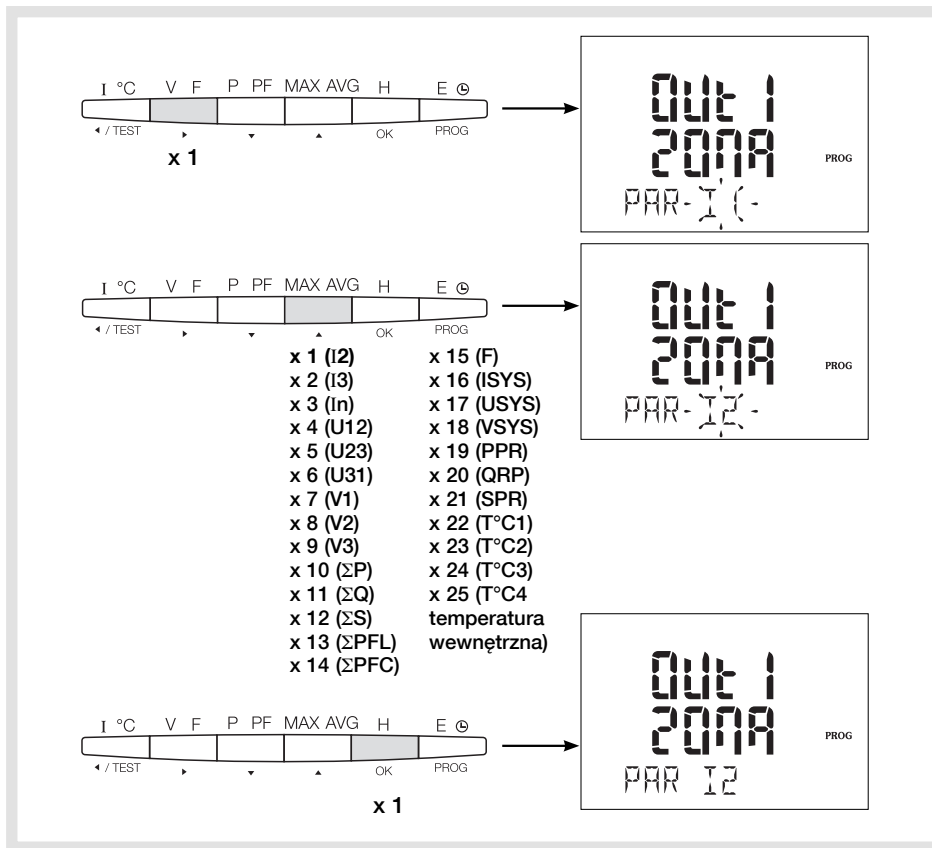 I °C V F P PF MAX AVG H E
/ TEST OK PROG
x 1
OUt 1
20MA
PROG
PAR-I1-
I °C V F P PF MAX AVG H E
/ TEST OK PROG
x 1 (I2)
x 2 (I3)
x 3 (In)
x 4 (U12)
x 5 (U23)
x 6 (U31)
x 7 (V1)
x 8 (V2)
x 9 (V3)
x 10 (ΣP)
x 11 (ΣQ)
x 12 (ΣS)
x 13 (ΣPFL)
x 14 (ΣPFC)
x 15 (F)
x 16 (ISYS)
x 17 (USYS)
x 18 (VSYS)
x 19 (PPR)
x 20 (QRP)
x 21 (SPR)
x 22 (T°C1)
x 23 (T°C2)
x 24 (T°C3)
x 25 (T°C4
temperatura
wewnętrzna)
OUt 1
20MA
PROG
PAR-I2-
I °C V F P PF MAX AVG H E
/ TEST OK PROG
x 1
OUt 1
20MA
PROG
PAR I2